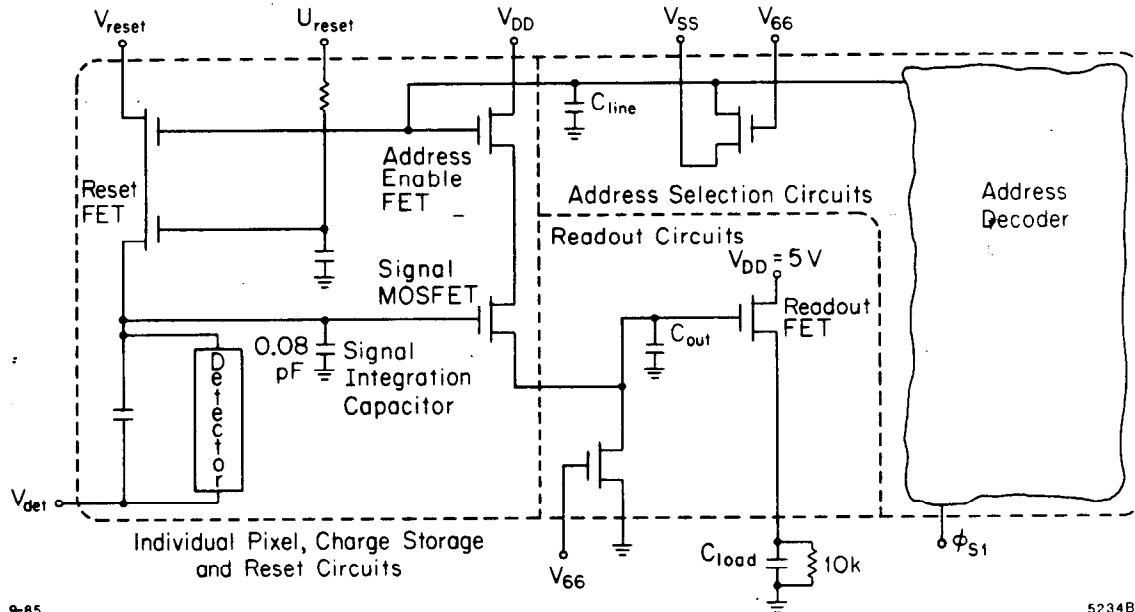 V_reset
U_reset
V_DD
V_SS
V_66
C_line
Reset
FET
Address
Enable
FET
Address Selection Circuits
Address
Decoder
Readout Circuits
V_DD = 5 V
Signal
MOSFET
Readout
FET
C_out
0.08
pF
Signal
Integration
Capacitor
Detector
V_det
Individual Pixel, Charge Storage
and Reset Circuits
V_66
C_load
10k
ϕ_S1
9-85
5234B